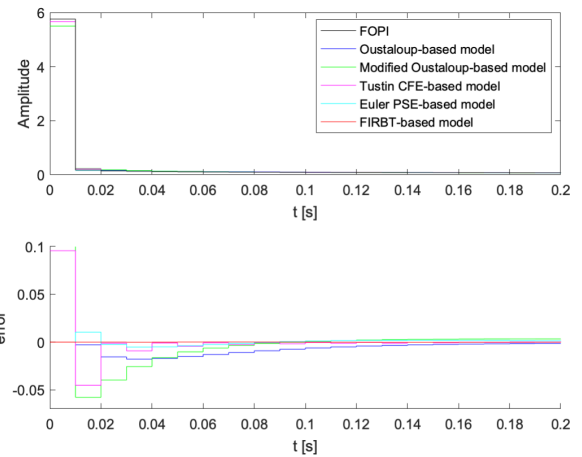 6
4
2
0
Amplitude
FOPI
Oustaloup-based model
Modified Oustaloup-based model
Tustin CFE-based model
Euler PSE-based model
FIRBT-based model
0 0.02 0.04 0.06 0.08 0.1 0.12 0.14 0.16 0.18 0.2
t [s]
0.1
0.05
0
-0.05
error
0 0.02 0.04 0.06 0.08 0.1 0.12 0.14 0.16 0.18 0.2
t [s]